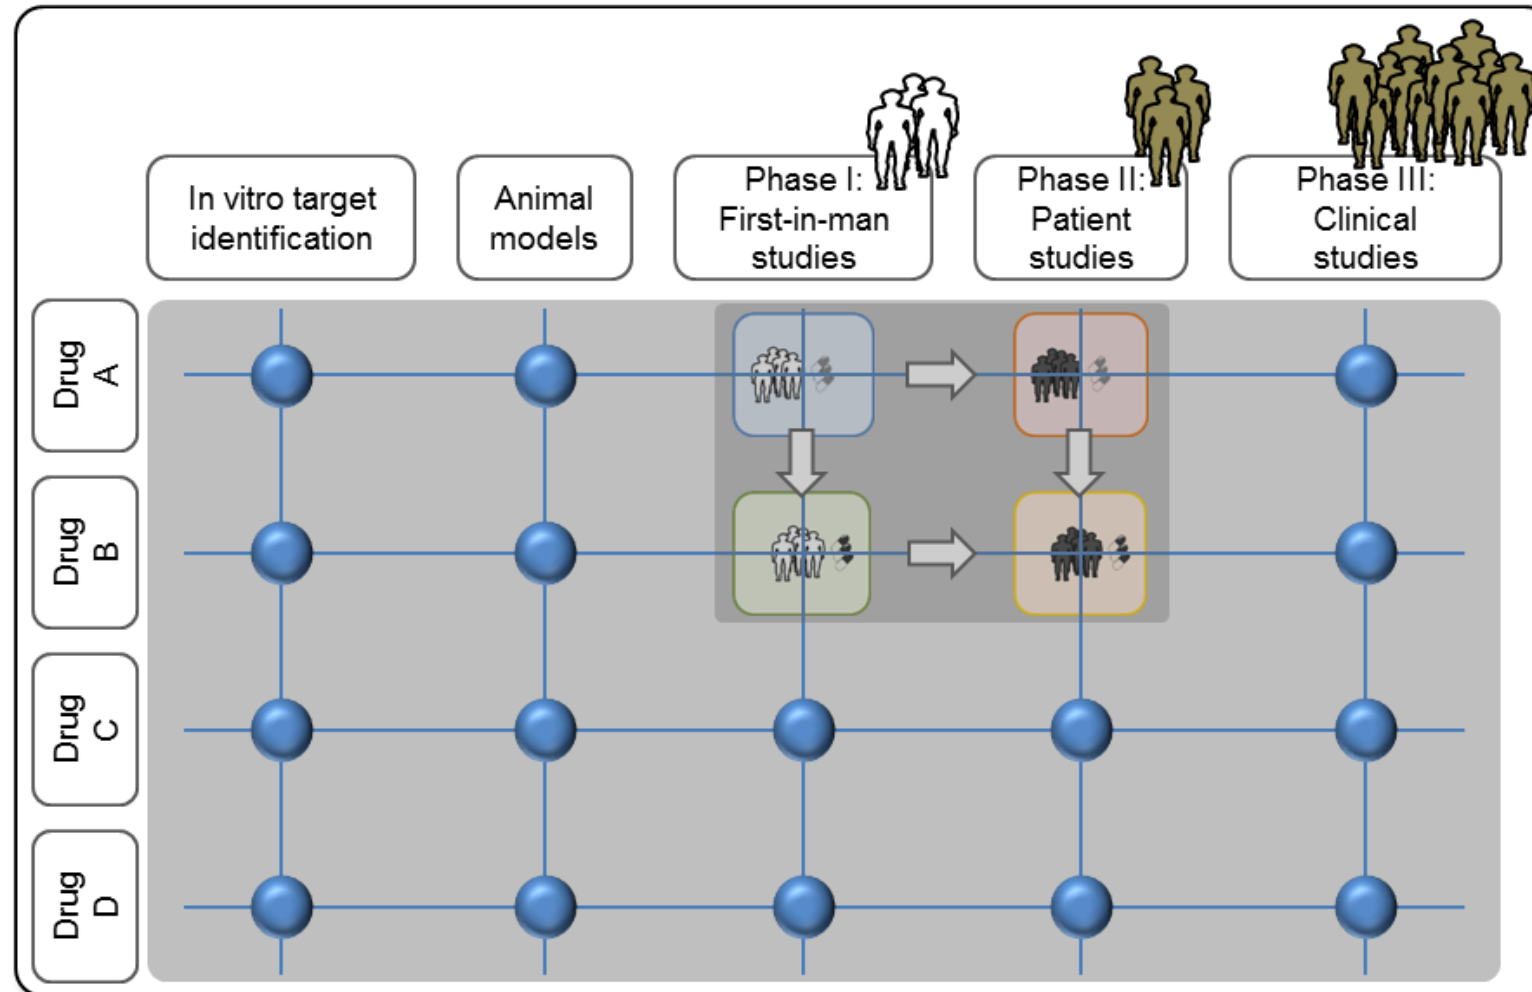 In vitro target
identification
Animal
models
Phase I:
First-in-man
studies
Phase II:
Patient
studies
Phase III:
Clinical
studies
Drug
A
Drug
B
Drug
C
Drug
D